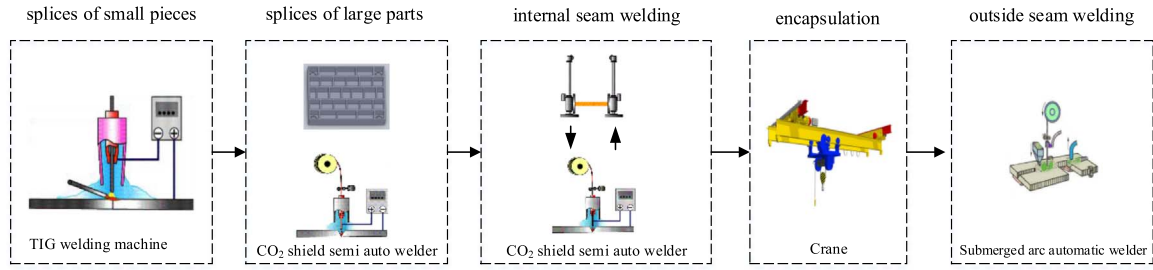 splices of small pieces
splices of large parts
internal seam welding
encapsulation
outside seam welding
TIG welding machine
CO₂ shield semi auto welder
CO₂ shield semi auto welder
Crane
Submerged arc automatic welder